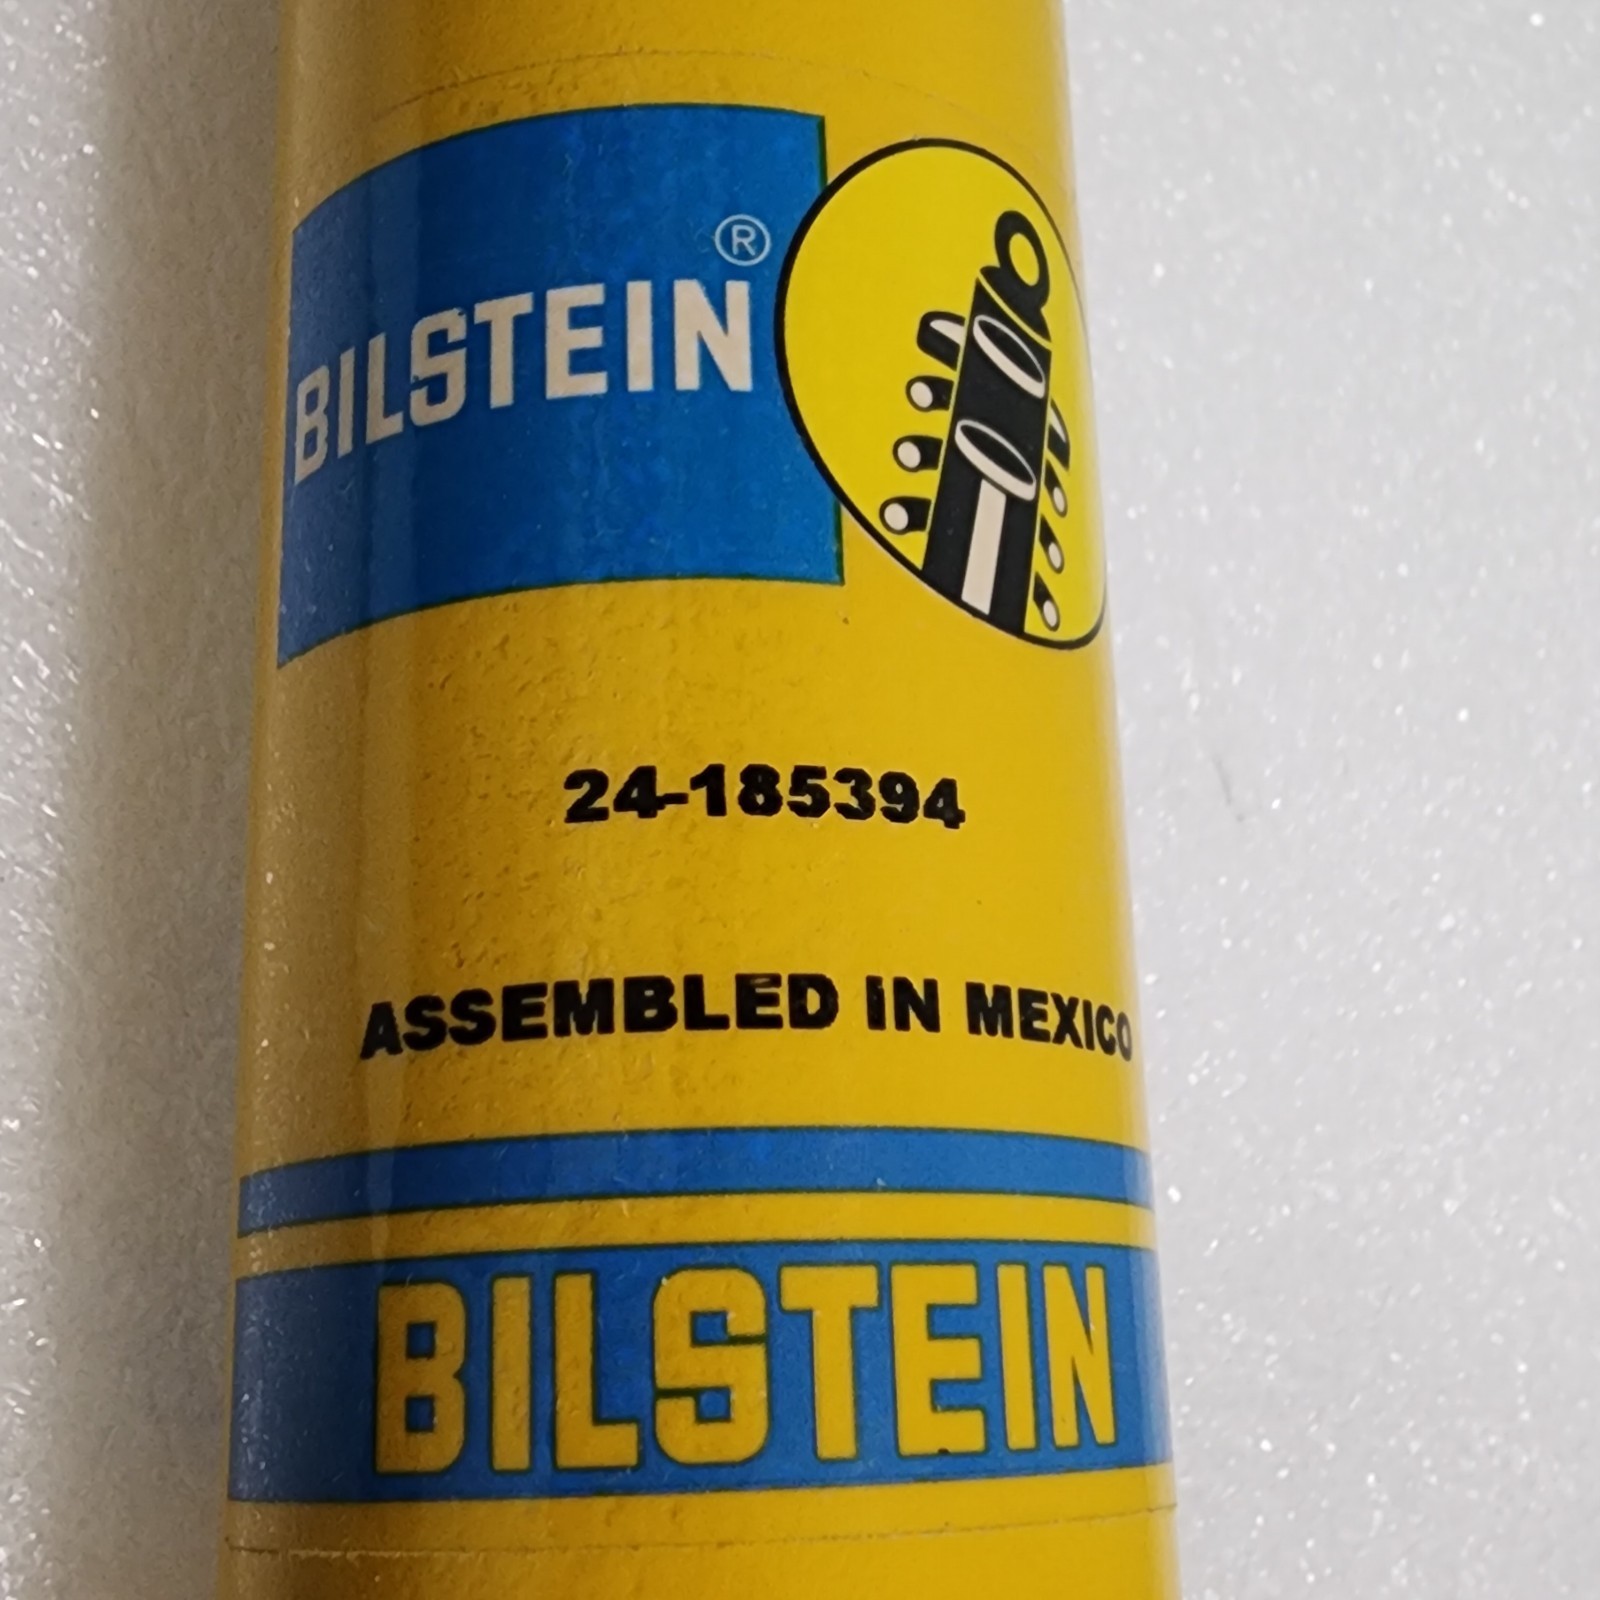 BILSTEIN®
24-185394
ASSEMBLED IN MEXICO
BILSTEIN